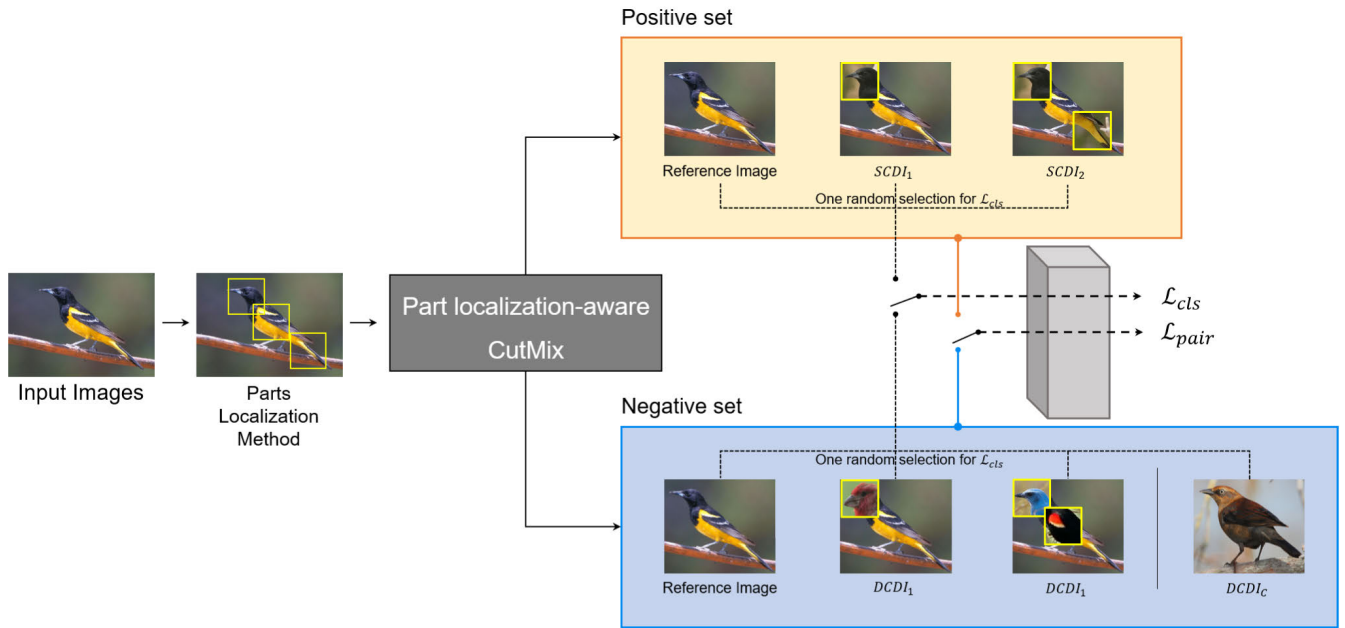 Positive set
Reference Image
SCDI₁
SCDI₂
One random selection for ℒcls
Input Images
Parts
Localization
Method
Part localization-aware
CutMix
ℒcls
ℒpair
Negative set
One random selection for ℒcls
Reference Image
DCDI₁
DCDI₁
DCDI_C